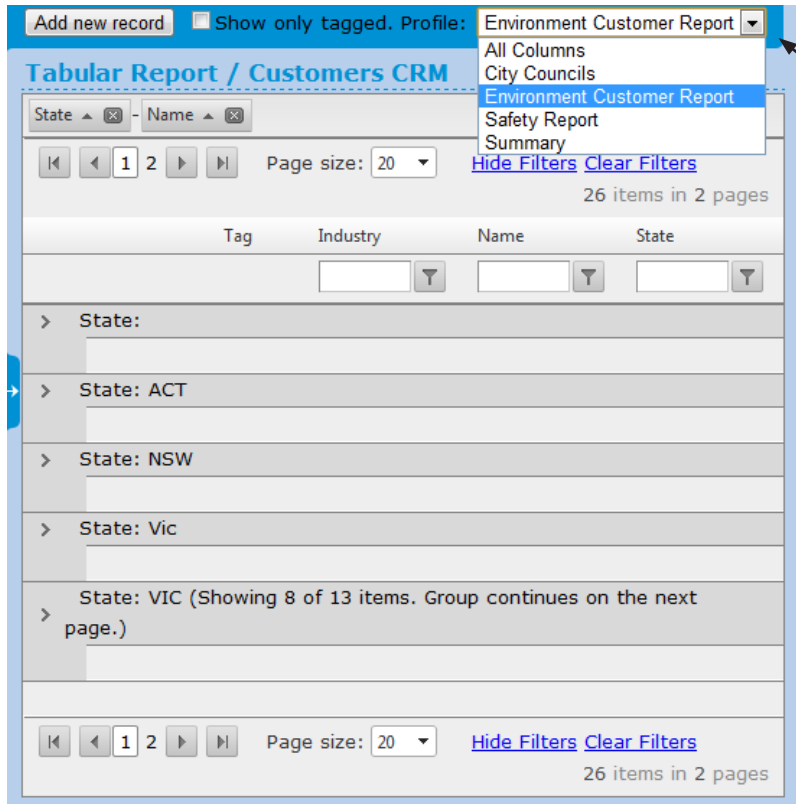 Add new record Show only tagged. Profile: Environment Customer Report
All Columns
City Councils
Environment Customer Report
Safety Report
Summary
Tabular Report / Customers CRM
State - Name
1 2 Page size: 20 Hide Filters Clear Filters
26 items in 2 pages
Tag Industry Name State
State:
State: ACT
State: NSW
State: Vic
State: VIC (Showing 8 of 13 items. Group continues on the next
page.)
1 2 Page size: 20 Hide Filters Clear Filters
26 items in 2 pages